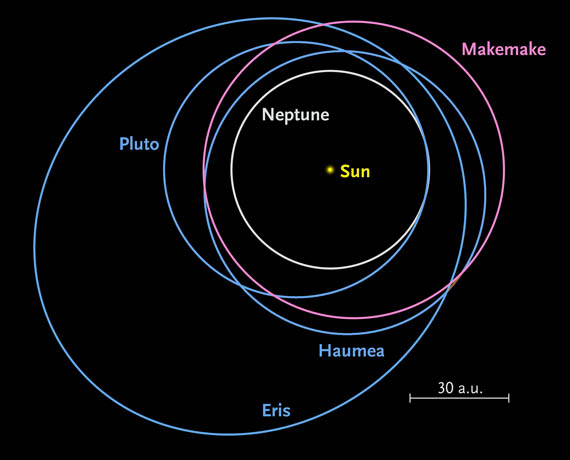 Makemake
Neptune
Pluto
Sun
Haumea
30 a.u.
Eris